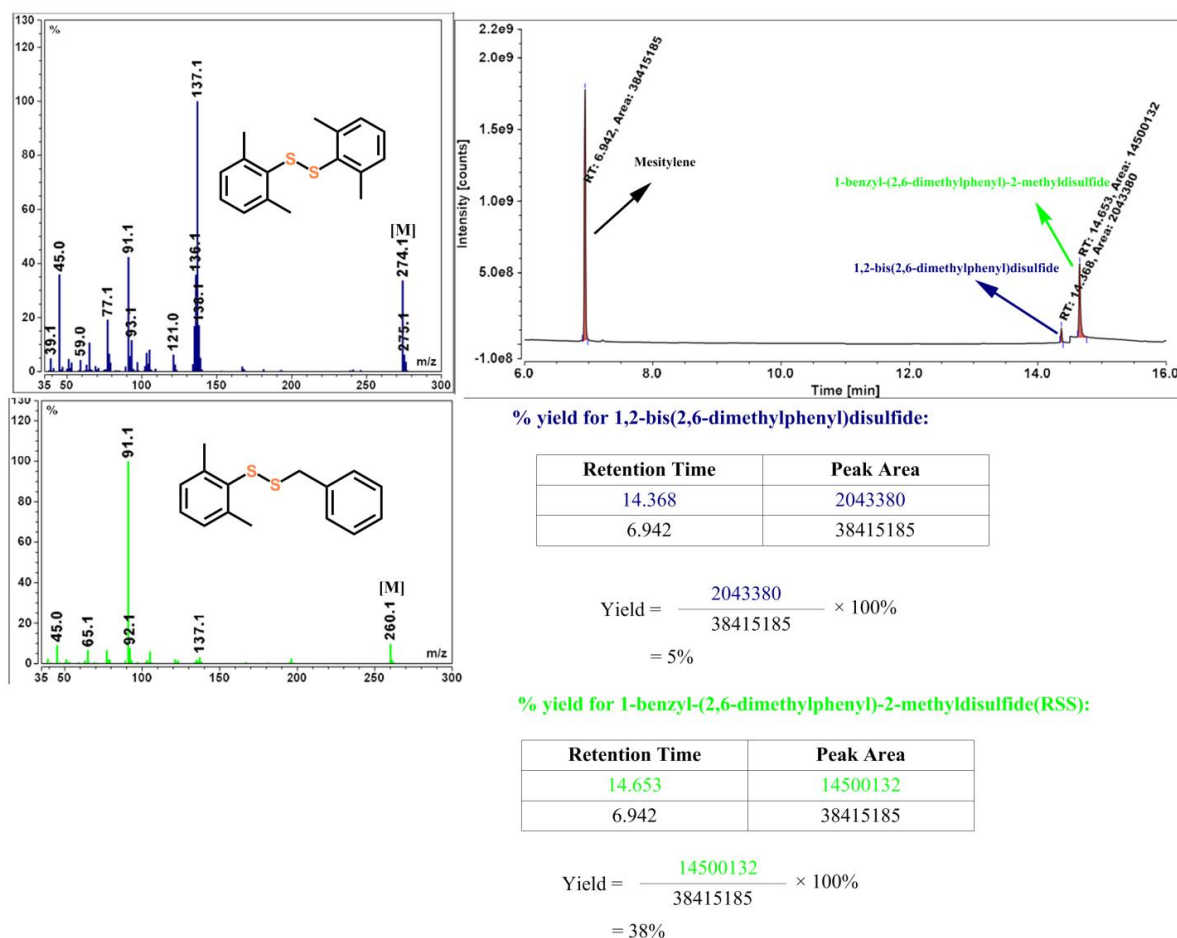 %
130
120
100
80
60
40
20
0
39.1
45.0
59.0
77.1
91.1
93.1
121.0
136.1
137.1
138.1
[M]
274.1
275.1
S
S
m/z
35 50 100 150 200 250 300
2.2e9
2.0e9
1.5e9
1.0e9
5.0e8
-1.0e8
Intensity [counts]
RT: 6.942, Area: 38415185
Mesitylene
1-benzyl-(2,6-dimethylphenyl)-2-methyldisulfide
1,2-bis(2,6-dimethylphenyl)disulfide
RT: 14.368, Area: 2043380
RT: 14.653, Area: 14500132
6.0 8.0 10.0 12.0 14.0 16.0
Time [min]
%
130
120
100
80
60
40
20
0
45.0
65.1
91.1
92.1
137.1
[M]
260.1
S
S
m/z
35 50 100 150 200 250 300
% yield for 1,2-bis(2,6-dimethylphenyl)disulfide:
Retention Time Peak Area
14.368 2043380
6.942 38415185
Yield = 2043380 × 100%
38415185
= 5%
% yield for 1-benzyl-(2,6-dimethylphenyl)-2-methyldisulfide(RSS):
Retention Time Peak Area
14.653 14500132
6.942 38415185
Yield = 14500132 × 100%
38415185
= 38%